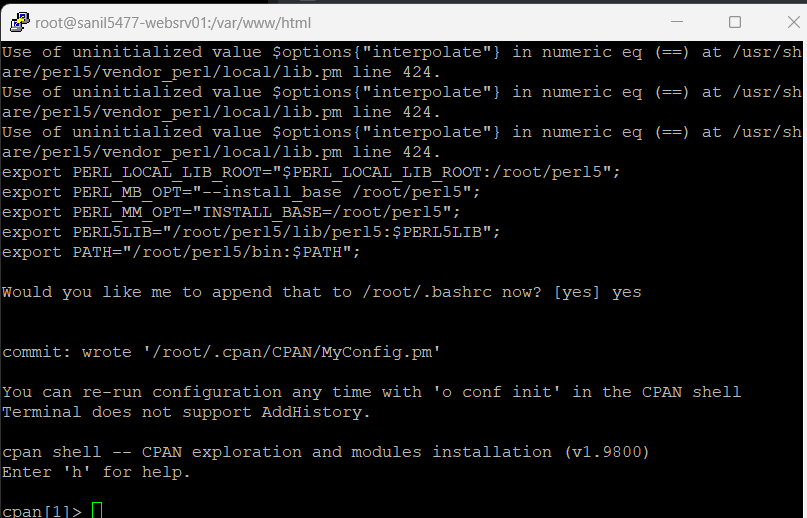 root@sanil5477-websrv01:/var/www/html
Use of uninitialized value $options{"interpolate"} in numeric eq (==) at /usr/sh
are/perl5/vendor_perl/local/lib.pm line 424.
Use of uninitialized value $options{"interpolate"} in numeric eq (==) at /usr/sh
are/perl5/vendor_perl/local/lib.pm line 424.
Use of uninitialized value $options{"interpolate"} in numeric eq (==) at /usr/sh
are/perl5/vendor_perl/local/lib.pm line 424.
export PERL_LOCAL_LIB_ROOT="$PERL_LOCAL_LIB_ROOT:/root/perl5";
export PERL_MB_OPT="--install_base /root/perl5";
export PERL_MM_OPT="INSTALL_BASE=/root/perl5";
export PERL5LIB="/root/perl5/lib/perl5:$PERL5LIB";
export PATH="/root/perl5/bin:$PATH";
Would you like me to append that to /root/.bashrc now? [yes] yes
commit: wrote '/root/.cpan/CPAN/MyConfig.pm'
You can re-run configuration any time with 'o conf init' in the CPAN shell
Terminal does not support AddHistory.
cpan shell -- CPAN exploration and modules installation (v1.9800)
Enter 'h' for help.
cpan[1]>